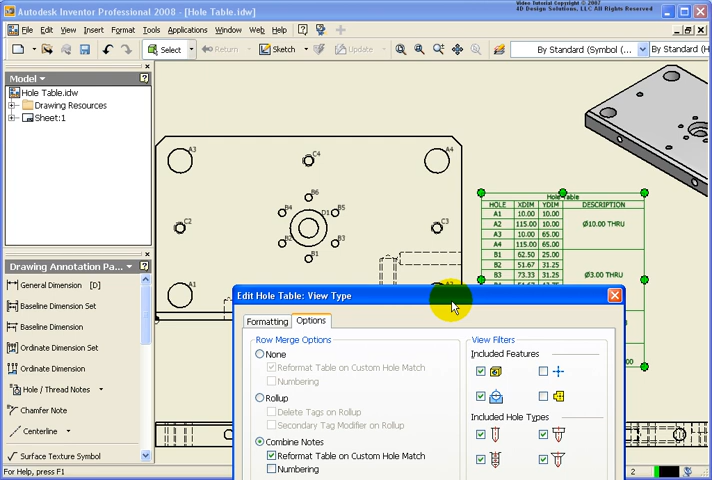 Video Tutorial Copyright 2007
4D Design Solutions, LLC All Rights Reserved
Autodesk Inventor Professional 2008 - [Hole Table.idw]
File Edit View Insert Format Tools Applications Window Web Help
Select Return Sketch Update By Standard (Symbol (... By Standard (Hidd
Model
Hole Table.idw
Drawing Resources
Sheet:1
A3 C4 A4
B6
B4 D1 B5
C2 C3
B2 B3
B1
A1
Hole Table
HOLE XDIM YDIM DESCRIPTION
A1 10.00 10.00
A2 115.00 10.00 Ø10.00 THRU
A3 10.00 65.00
A4 115.00 65.00
B1 62.50 25.00
B2 51.67 31.25
B3 73.33 31.25 Ø3.00 THRU
Drawing Annotation Pa...
General Dimension [D]
Baseline Dimension Set
Baseline Dimension
Ordinate Dimension Set
Ordinate Dimension
Hole / Thread Notes
Chamfer Note
Centerline
Surface Texture Symbol
Edit Hole Table: View Type
Formatting Options
Row Merge Options
None
Reformat Table on Custom Hole Match
Numbering
Rollup
Delete Tags on Rollup
Secondary Tag Modifier on Rollup
Combine Notes
Reformat Table on Custom Hole Match
Numbering
View Filters
Included Features
Included Hole Types
For Help, press F1
2